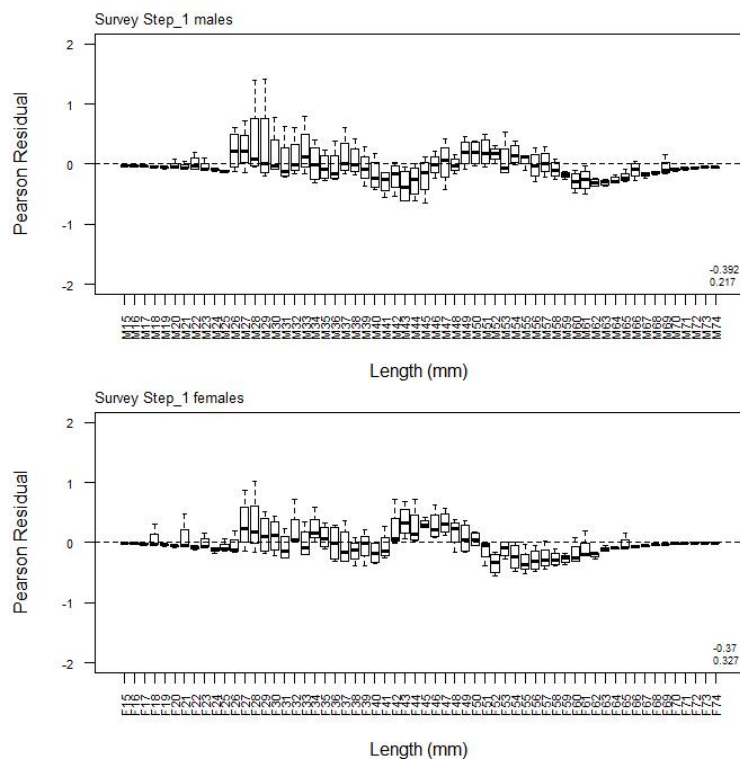 Survey Step_1 males
Pearson Residual
2
1
0
-1
-2
-0.392
0.217
M15 M16 M17 M18 M19 M20 M21 M22 M23 M24 M25 M26 M27 M28 M29 M30 M31 M32 M33 M34 M35 M36 M37 M38 M39 M40 M41 M42 M43 M44 M45 M46 M47 M48 M49 M50 M51 M52 M53 M54 M55 M56 M57 M58 M59 M60 M61 M62 M63 M64 M65 M66 M67 M68 M69 M70 M71 M72 M73 M74
Length (mm)
Survey Step_1 females
Pearson Residual
2
1
0
-1
-2
-0.37
0.327
F15 F16 F17 F18 F19 F20 F21 F22 F23 F24 F25 F26 F27 F28 F29 F30 F31 F32 F33 F34 F35 F36 F37 F38 F39 F40 F41 F42 F43 F44 F45 F46 F47 F48 F49 F50 F51 F52 F53 F54 F55 F56 F57 F58 F59 F60 F61 F62 F63 F64 F65 F66 F67 F68 F69 F70 F71 F72 F73 F74
Length (mm)